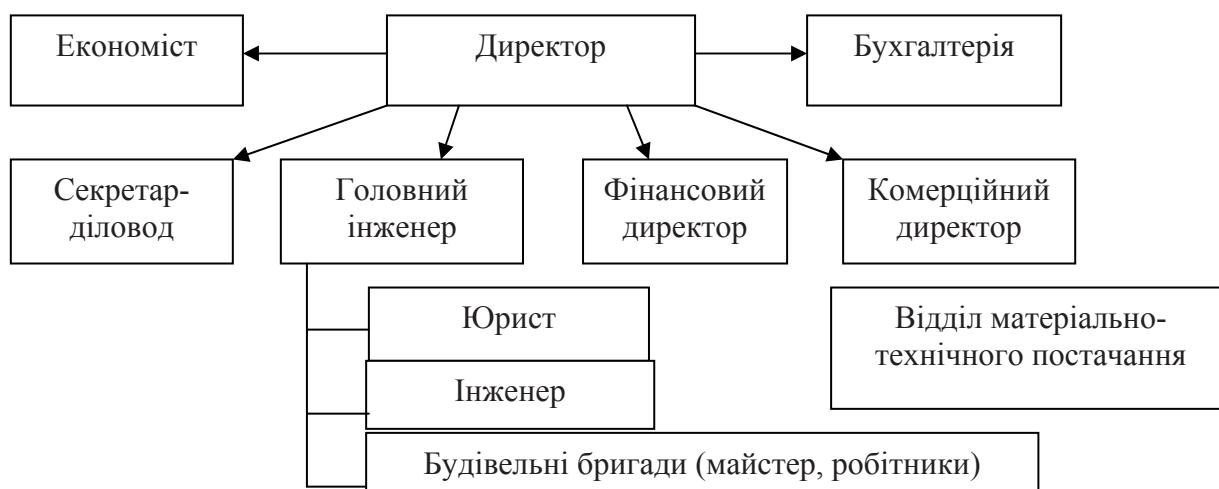 Економіст
Директор
Бухгалтерія
Секретар-
діловод
Головний
інженер
Фінансовий
директор
Комерційний
директор
Юрист
Відділ матеріально-
технічного постачання
Інженер
Будівельні бригади (майстер, робітники)